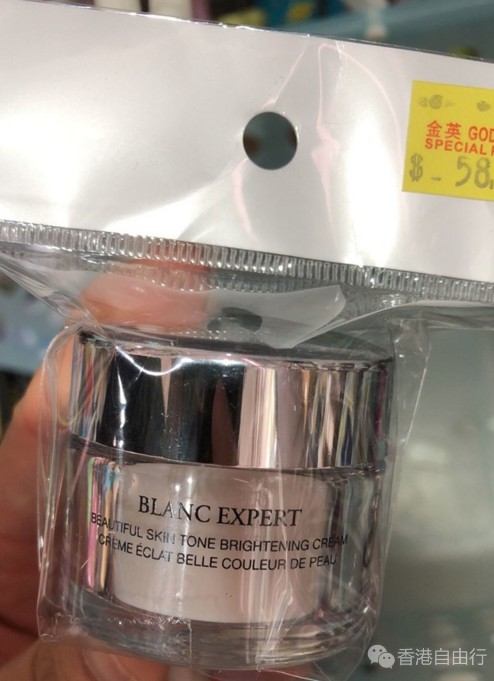 金英 GOD
SPECIAL
$ - 58.
BLANC EXPERT
BEAUTIFUL SKIN TONE BRIGHTENING CREAM
CRÈME ÉCLAT BELLE COULEUR DE PEAU
香港自由行